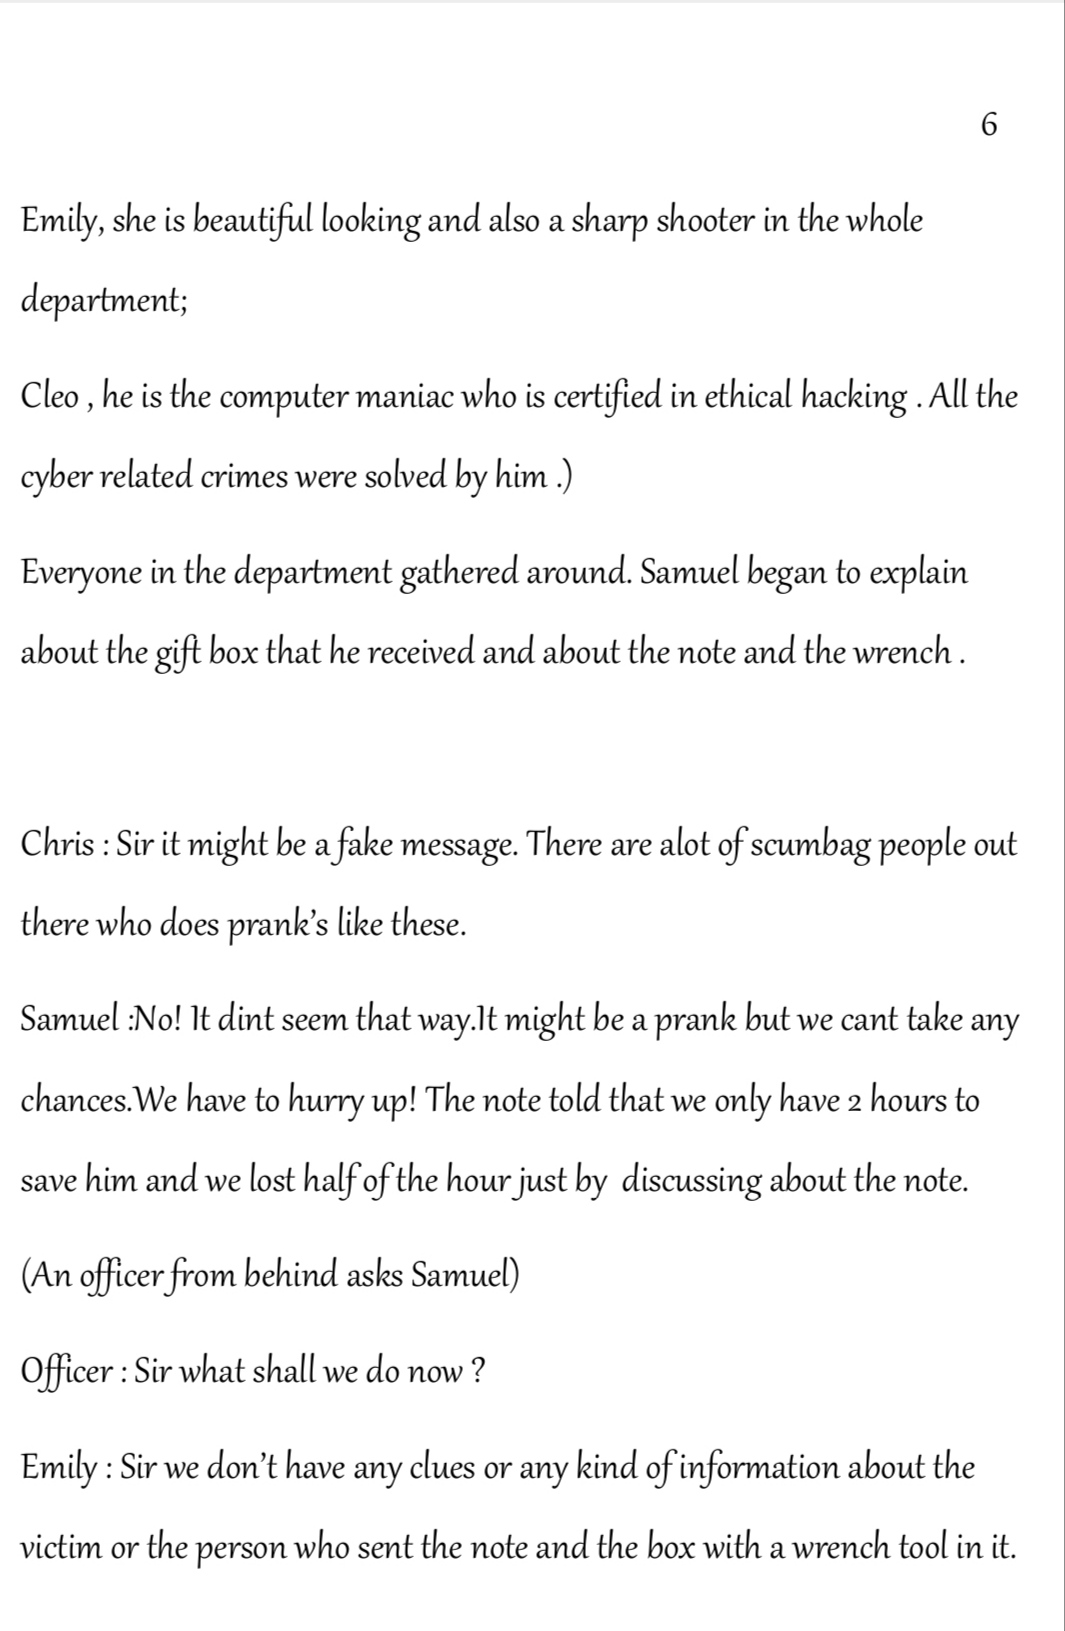 6
Emily, she is beautiful looking and also a sharp shooter in the whole
department;
Cleo , he is the computer maniac who is certified in ethical hacking . All the
cyber related crimes were solved by him .)
Everyone in the department gathered around. Samuel began to explain
about the gift box that he received and about the note and the wrench .
Chris : Sir it might be a fake message. There are alot of scumbag people out
there who does prank’s like these.
Samuel :No! It dint seem that way.It might be a prank but we cant take any
chances.We have to hurry up! The note told that we only have 2 hours to
save him and we lost half of the hour just by  discussing about the note.
(An officer from behind asks Samuel)
Officer : Sir what shall we do now ?
Emily : Sir we don’t have any clues or any kind of information about the
victim or the person who sent the note and the box with a wrench tool in it.